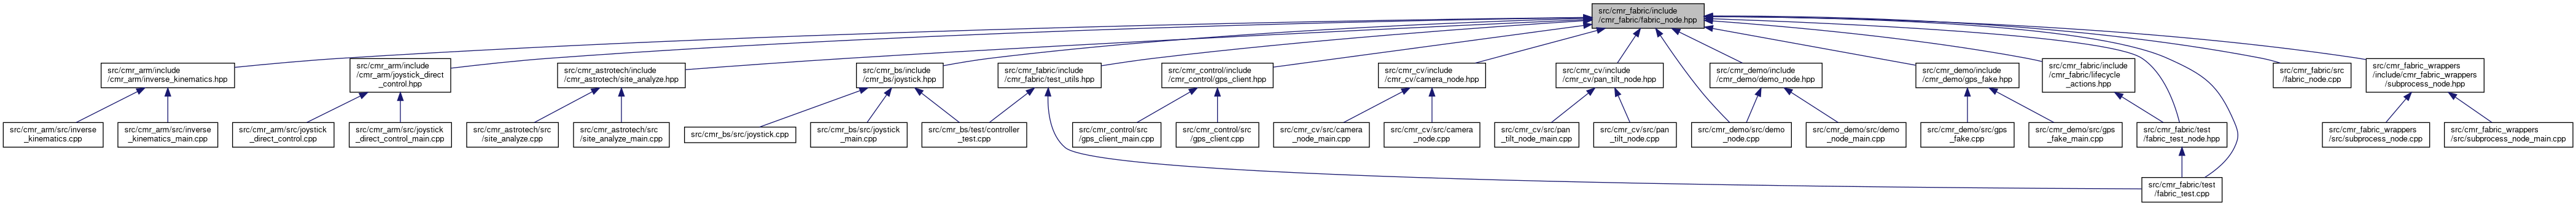 src/cmr_fabric/include
/cmr_fabric/fabric_node.hpp
src/cmr_arm/include
/cmr_arm/inverse_kinematics.hpp
src/cmr_arm/include
/cmr_arm/joystick_direct
_control.hpp
src/cmr_astrotech/include
/cmr_astrotech/site_analyze.hpp
src/cmr_bs/include
/cmr_bs/joystick.hpp
src/cmr_fabric/include
/cmr_fabric/test_utils.hpp
src/cmr_control/include
/cmr_control/gps_client.hpp
src/cmr_cv/include
/cmr_cv/camera_node.hpp
src/cmr_cv/include
/cmr_cv/pan_tilt_node.hpp
src/cmr_demo/include
/cmr_demo/demo_node.hpp
src/cmr_demo/include
/cmr_demo/gps_fake.hpp
src/cmr_fabric/include
/cmr_fabric/lifecycle
_actions.hpp
src/cmr_fabric/src
/fabric_node.cpp
src/cmr_fabric_wrappers
/include/cmr_fabric_wrappers
/subprocess_node.hpp
src/cmr_arm/src/inverse
_kinematics.cpp
src/cmr_arm/src/inverse
_kinematics_main.cpp
src/cmr_arm/src/joystick
_direct_control.cpp
src/cmr_arm/src/joystick
_direct_control_main.cpp
src/cmr_astrotech/src
/site_analyze.cpp
src/cmr_astrotech/src
/site_analyze_main.cpp
src/cmr_bs/src/joystick.cpp
src/cmr_bs/src/joystick
_main.cpp
src/cmr_bs/test/controller
_test.cpp
src/cmr_control/src
/gps_client_main.cpp
src/cmr_control/src
/gps_client.cpp
src/cmr_cv/src/camera
_node_main.cpp
src/cmr_cv/src/camera
_node.cpp
src/cmr_cv/src/pan
_tilt_node_main.cpp
src/cmr_cv/src/pan
_tilt_node.cpp
src/cmr_demo/src/demo
_node.cpp
src/cmr_demo/src/demo
_node_main.cpp
src/cmr_demo/src/gps
_fake.cpp
src/cmr_demo/src/gps
_fake_main.cpp
src/cmr_fabric/test
/fabric_test_node.hpp
src/cmr_fabric_wrappers
/src/subprocess_node.cpp
src/cmr_fabric_wrappers
/src/subprocess_node_main.cpp
src/cmr_fabric/test
/fabric_test.cpp